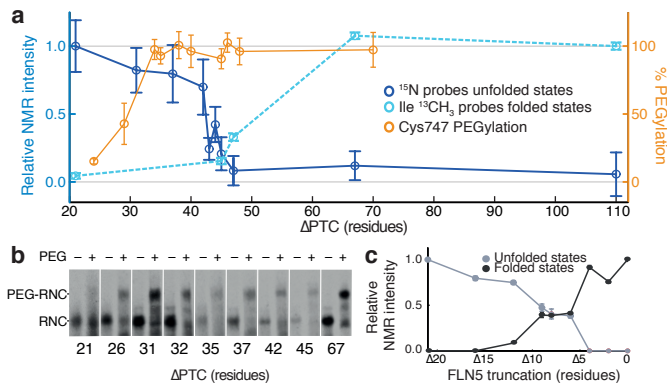 a
Relative NMR intensity
1.0
0.5
0.0
100
50
0
% PEGylation
¹⁵N probes unfolded states
Ile ¹³CH₃ probes folded states
Cys747 PEGylation
20 30 40 50 60 70 80 90 100 110
ΔPTC (residues)
b
PEG – + – + – + – + – + – + – + – + – +
PEG-RNC
RNC
21 26 31 32 35 37 42 45 67
ΔPTC (residues)
c
Unfolded states
Folded states
Relative
NMR intensity
1.0
0.5
0.0
Δ20 Δ15 Δ10 Δ5 0
FLN5 truncation (residues)